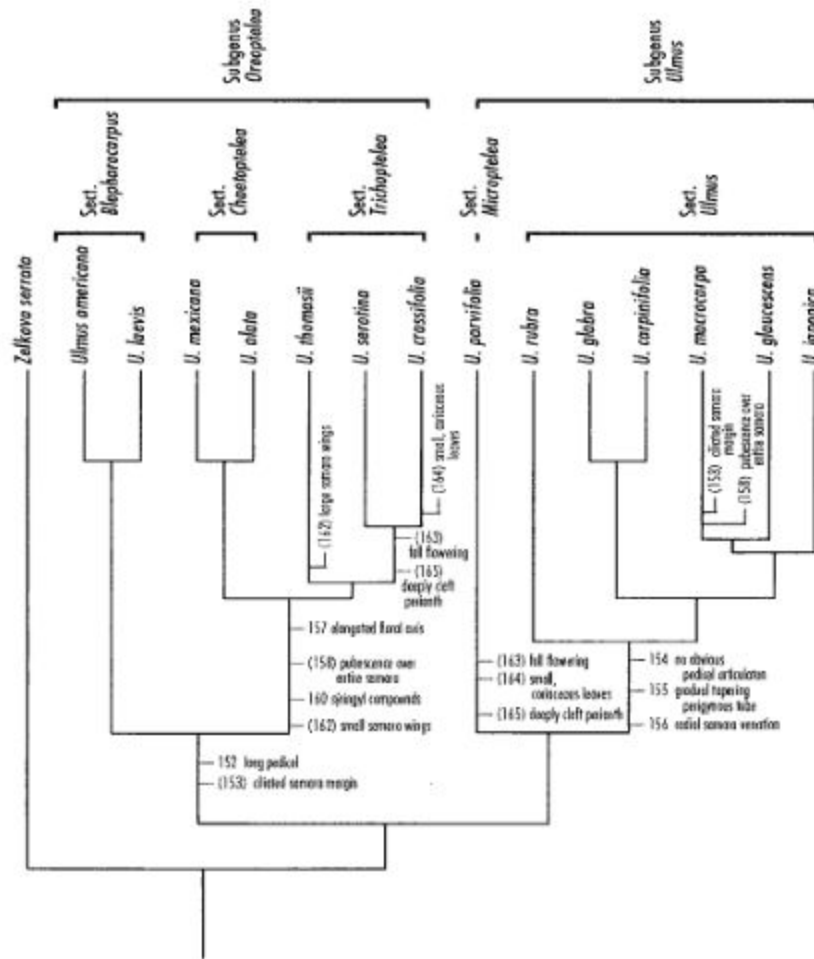 Subgenus
Oreoptelea
Subgenus
Ulmus
Sect.
Blepharocarpus
Sect.
Chaetoptelea
Sect.
Trichoptelea
Sect.
Microptelea
Sect.
Ulmus
Zelkova serrata
Ulmus americana
U. laevis
U. mexicana
U. alata
U. thomasii
U. serotina
U. crassifolia
U. parvifolia
U. rubra
U. glabra
U. carpinifolia
U. macrocarpa
U. glaucescens
U. japonica
(162) large samara wings
(164) small, coriaceous
leaves
(153) ciliated samara
margin
(158) pubescence over
entire samara
(163)
fall flowering
(165)
deeply cleft
perianth
157 elongated floral axis
(158) pubescence over
entire samara
160 syringyl compounds
(162) small samara wings
(163) fall flowering
(164) small,
coriaceous leaves
(165) deeply cleft perianth
154 no obvious
pedicel articulation
155 gradual tapering
perigynous tube
156 radial samara venation
152 long pedicel
(153) ciliated samara margin